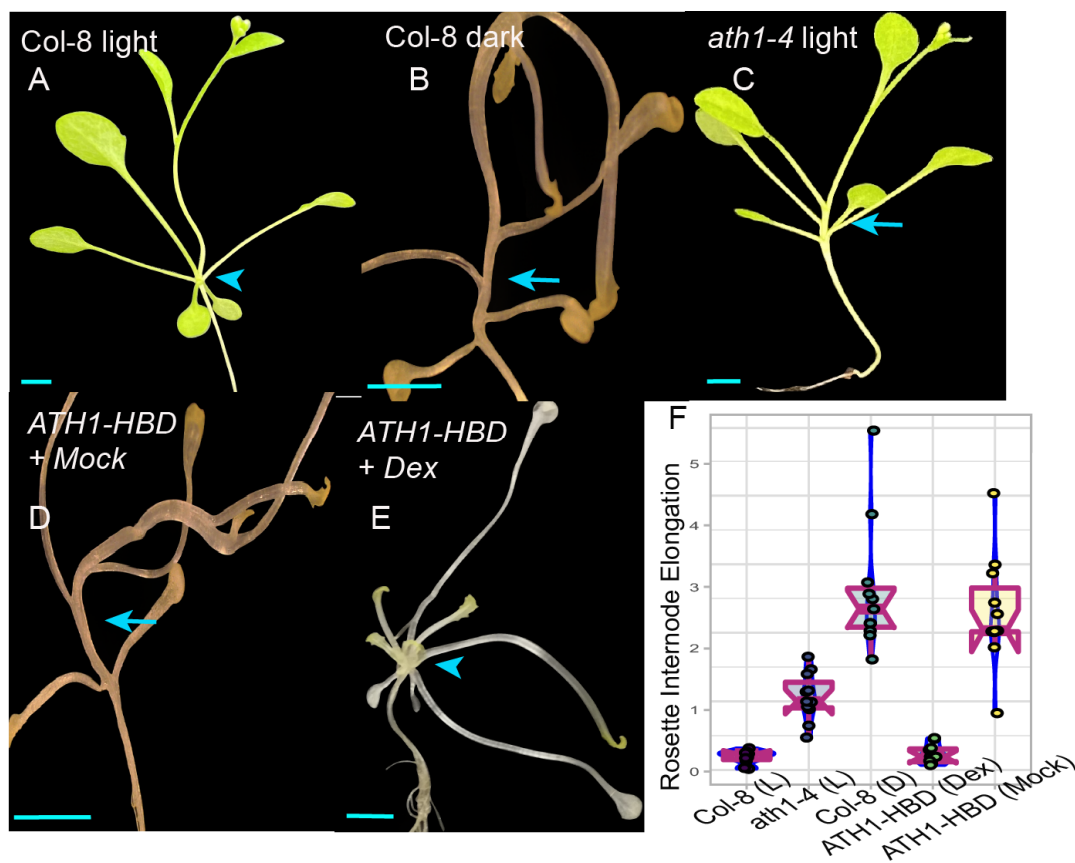 Col-8 light
A
Col-8 dark
B
ath1-4 light
C
ATH1-HBD
+ Mock
D
ATH1-HBD
+ Dex
E
F
Rosette Internode Elongation
5
4
3
2
1
0
Col-8 (L)
ath1-4 (L)
Col-8 (D)
ATH1-HBD (Dex)
ATH1-HBD (Mock)